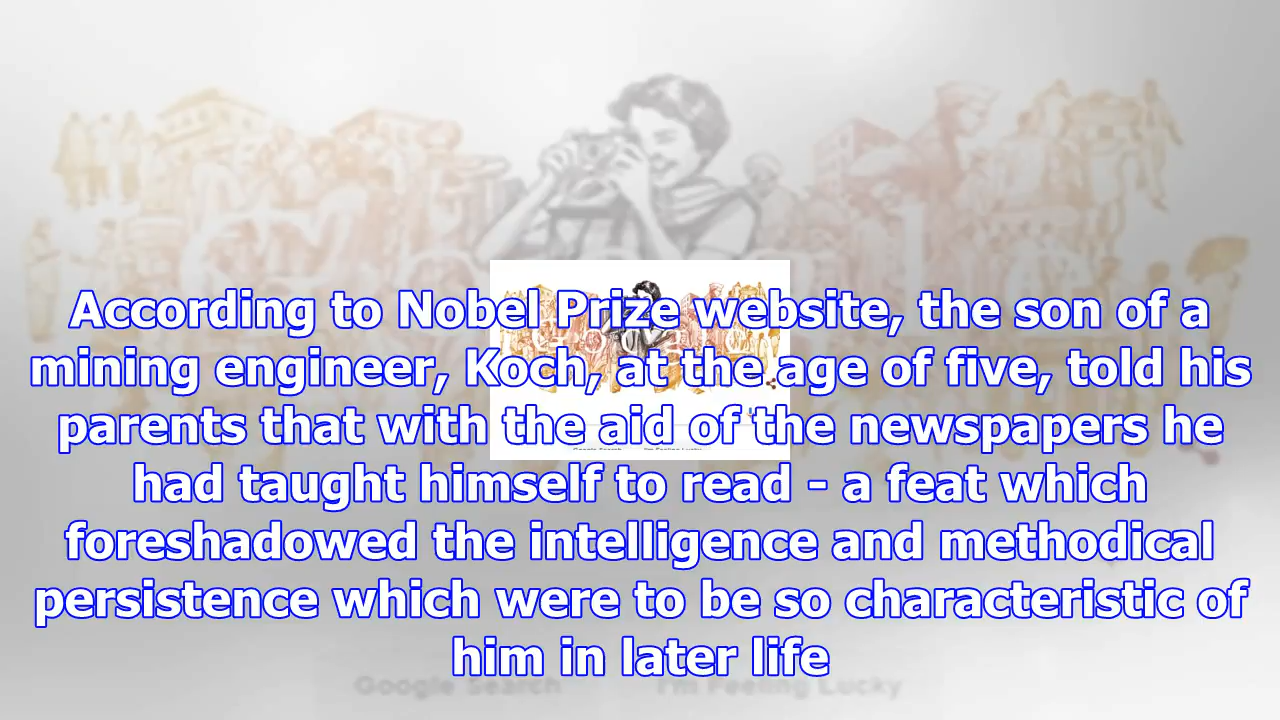 According to Nobel Prize website, the son of a
mining engineer, Koch, at the age of five, told his
parents that with the aid of the newspapers he
had taught himself to read - a feat which
foreshadowed the intelligence and methodical
persistence which were to be so characteristic of
him in later life
Google Search I'm Feeling Lucky